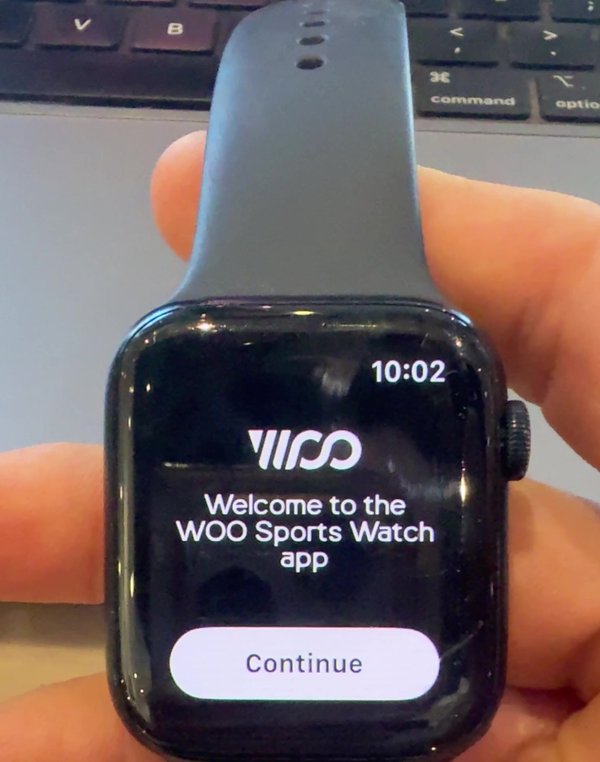 V B < >
⌘ ⌥
command optio
10:02
WOO
Welcome to the
WOO Sports Watch
app
Continue